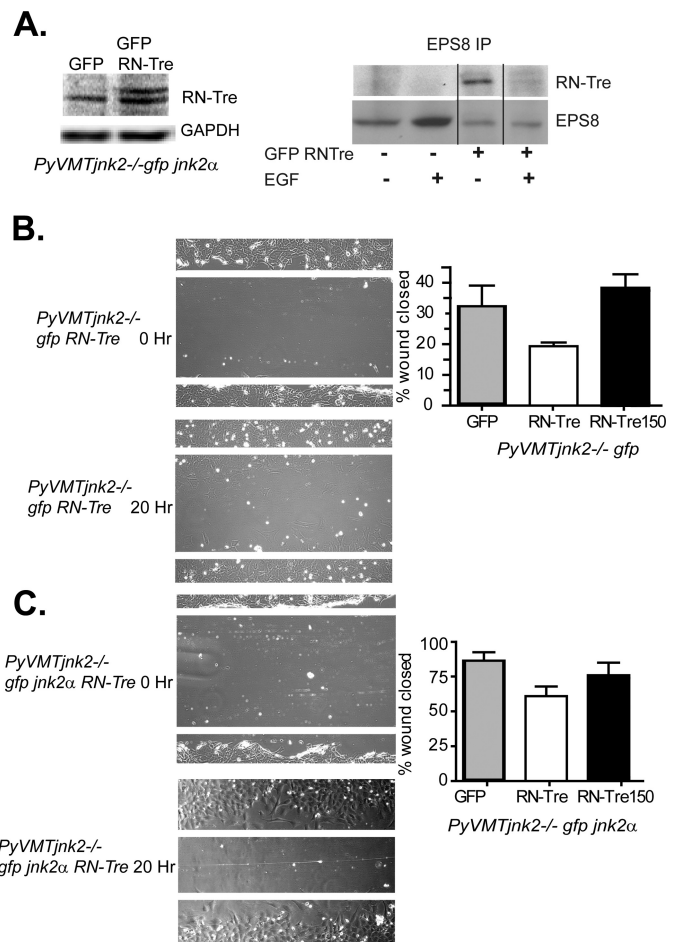 A.
GFP
GFP RN-Tre
RN-Tre
GAPDH
PyVMTjnk2-/-gfp jnk2α
EPS8 IP
RN-Tre
EPS8
GFP RNTre - - + +
EGF - + - +
B.
PyVMTjnk2-/-
gfp RN-Tre 0 Hr
PyVMTjnk2-/-
gfp RN-Tre 20 Hr
% wound closed
40
30
20
10
0
GFP RN-Tre RN-Tre150
PyVMTjnk2-/- gfp
C.
PyVMTjnk2-/-
gfp jnk2α RN-Tre 0 Hr
PyVMTjnk2-/-
gfp jnk2α RN-Tre 20 Hr
% wound closed
100
75
50
25
0
GFP RN-Tre RN-Tre150
PyVMTjnk2-/- gfp jnk2α